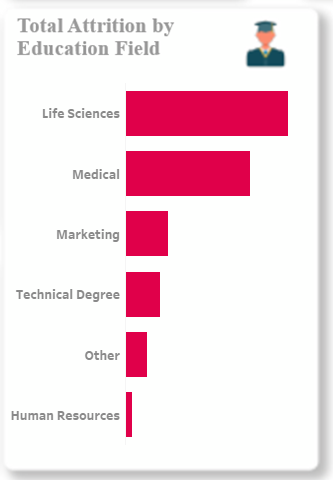 Total Attrition by
Education Field
Life Sciences
Medical
Marketing
Technical Degree
Other
Human Resources